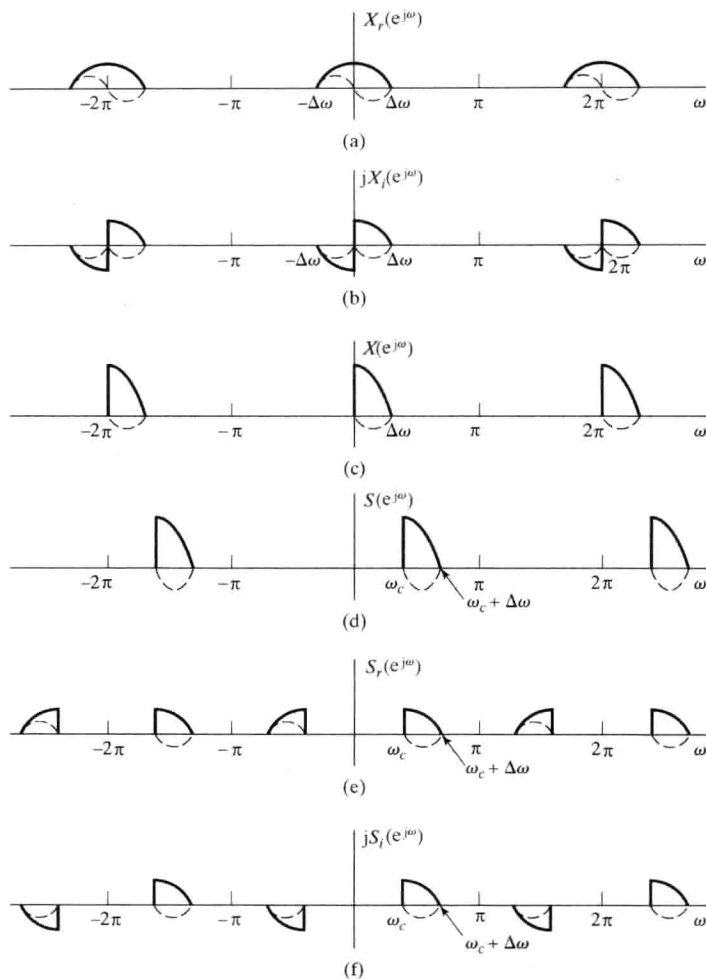 X_r(e^{jω})
−2π −π −Δω Δω π 2π ω
(a)
jX_i(e^{jω})
−π −Δω Δω π 2π ω
(b)
X(e^{jω})
−2π −π Δω π 2π ω
(c)
S(e^{jω})
−2π −π ω_c π 2π ω
ω_c + Δω
(d)
S_r(e^{jω})
−2π −π ω_c π 2π ω
ω_c + Δω
(e)
jS_i(e^{jω})
−2π −π ω_c π 2π ω
ω_c + Δω
(f)